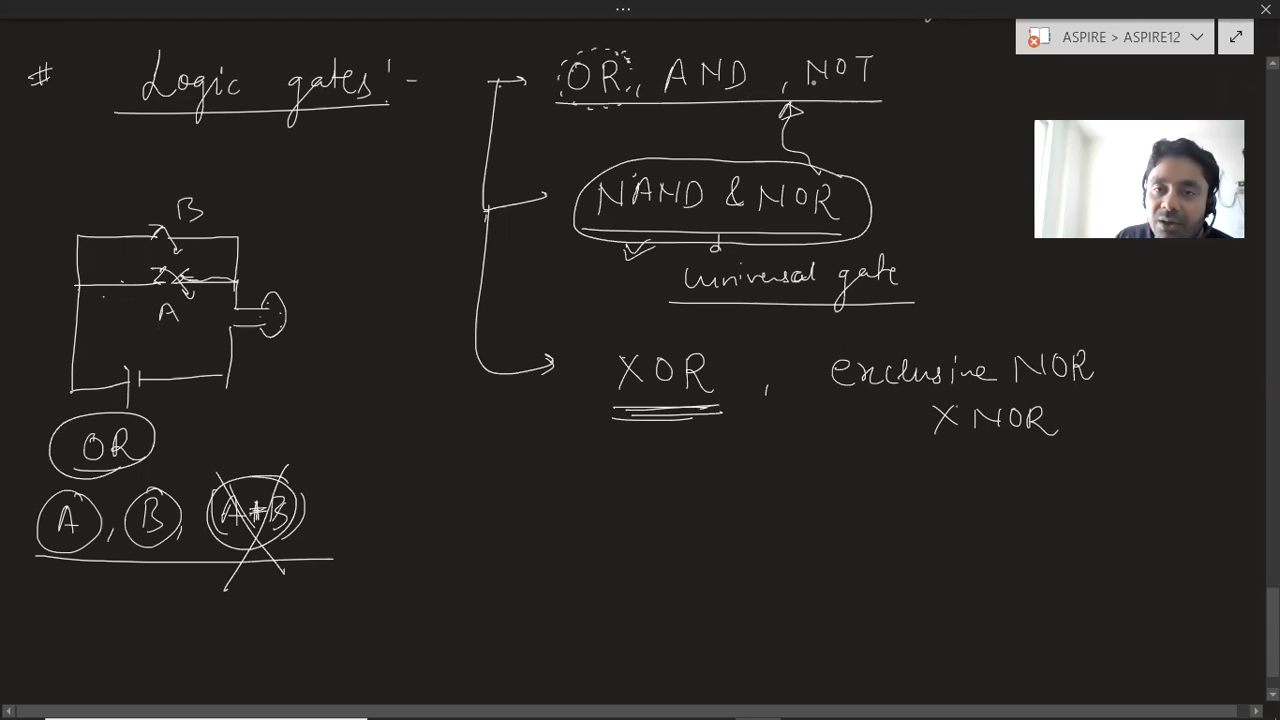 ASPIRE > ASPIRE12
# Logic gates :-
OR, AND, NOT
NAND & NOR
universal gate
XOR, exclusive NOR
XNOR
B
A
OR
A, B, A+B